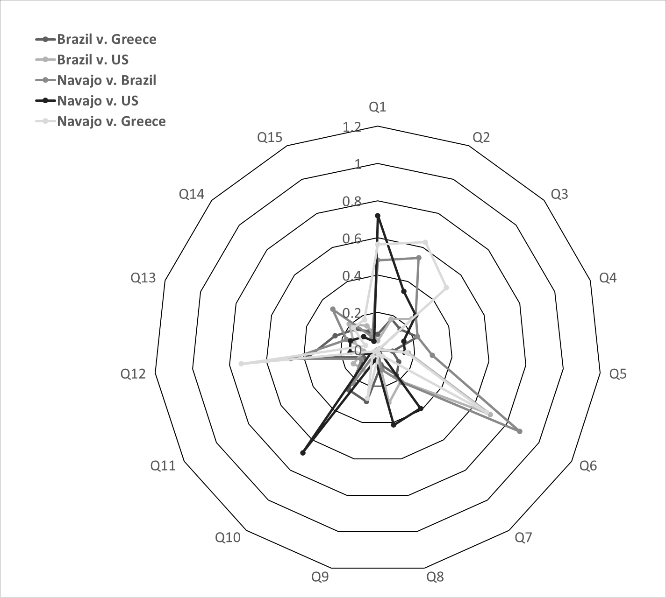 Brazil v. Greece
Brazil v. US
Navajo v. Brazil
Navajo v. US
Navajo v. Greece
Q1
1.2
Q15
Q2
1
Q14
Q3
0.8
0.6
Q13
Q4
0.4
0.2
0
Q12
Q5
Q11
Q6
Q10
Q7
Q9
Q8